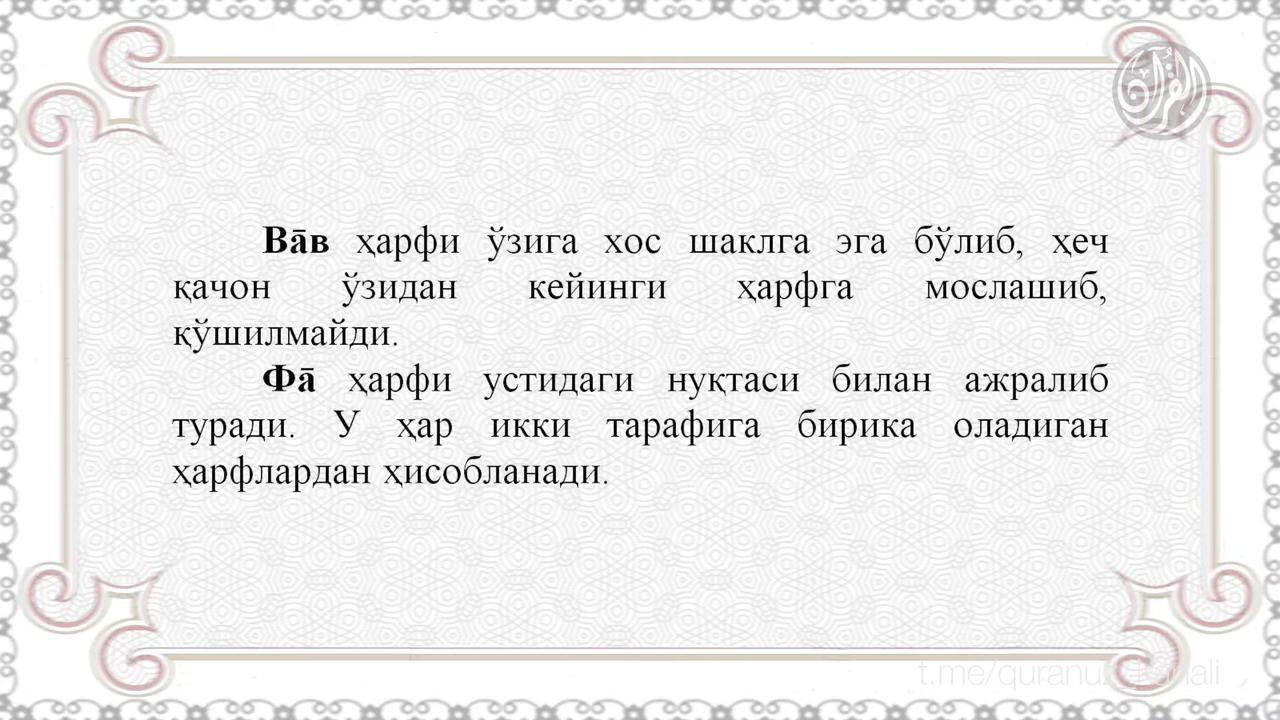 القرآن
Вāв ҳарфи ўзига хос шаклга эга бўлиб, ҳеч
қачон ўзидан кейинги ҳарфга мослашиб,
қўшилмайди.
Фā ҳарфи устидаги нуқтаси билан ажралиб
туради. У ҳар икки тарафига бирика оладиган
ҳарфлардан ҳисобланади.